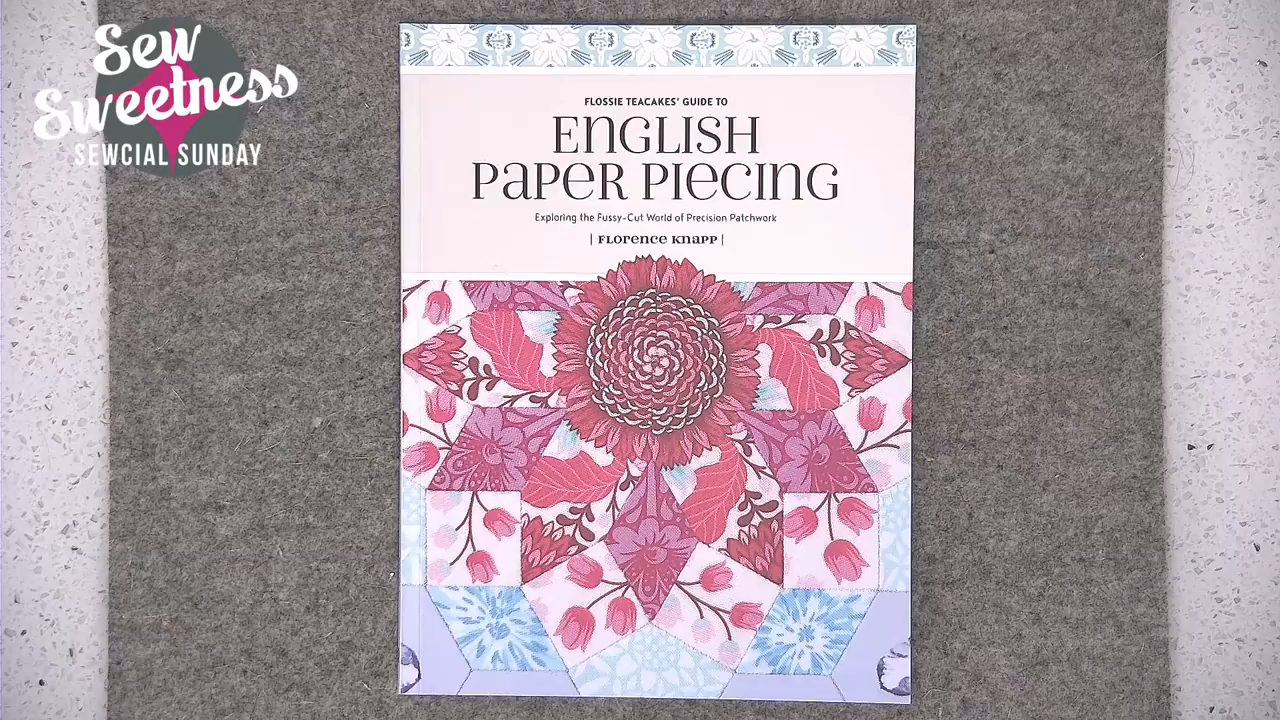 Sew
Sweetness
SEWCIAL SUNDAY
FLOSSIE TEACAKES' GUIDE TO
ENGLISH
PAPER PIECING
Exploring the Fussy-Cut World of Precision Patchwork
| FLORENCE KNAPP |